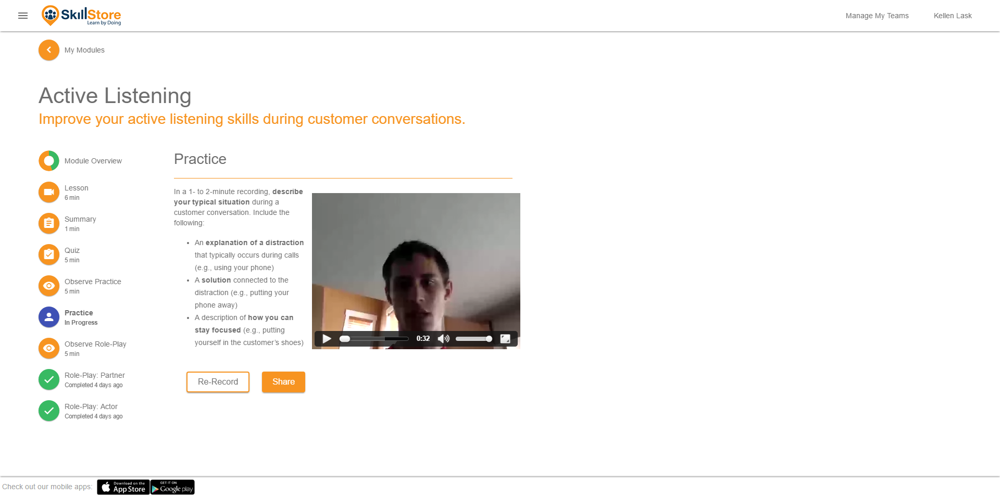 SkillStore
Learn by Doing
Manage My Teams
Kellen Lask
My Modules
Active Listening
Improve your active listening skills during customer conversations.
Module Overview
Lesson
6 min
Summary
1 min
Quiz
5 min
Observe Practice
5 min
Practice
In Progress
Observe Role-Play
5 min
Role-Play: Partner
Completed 4 days ago
Role-Play: Actor
Completed 4 days ago
Practice
In a 1- to 2-minute recording, describe
your typical situation during a
customer conversation. Include the
following:
• An explanation of a distraction
that typically occurs during calls
(e.g., using your phone)
• A solution connected to the
distraction (e.g., putting your
phone away)
• A description of how you can
stay focused (e.g., putting
yourself in the customer’s shoes)
0:32
Re-Record
Share
Check out our mobile apps:
Download on the
App Store
GET IT ON
Google play